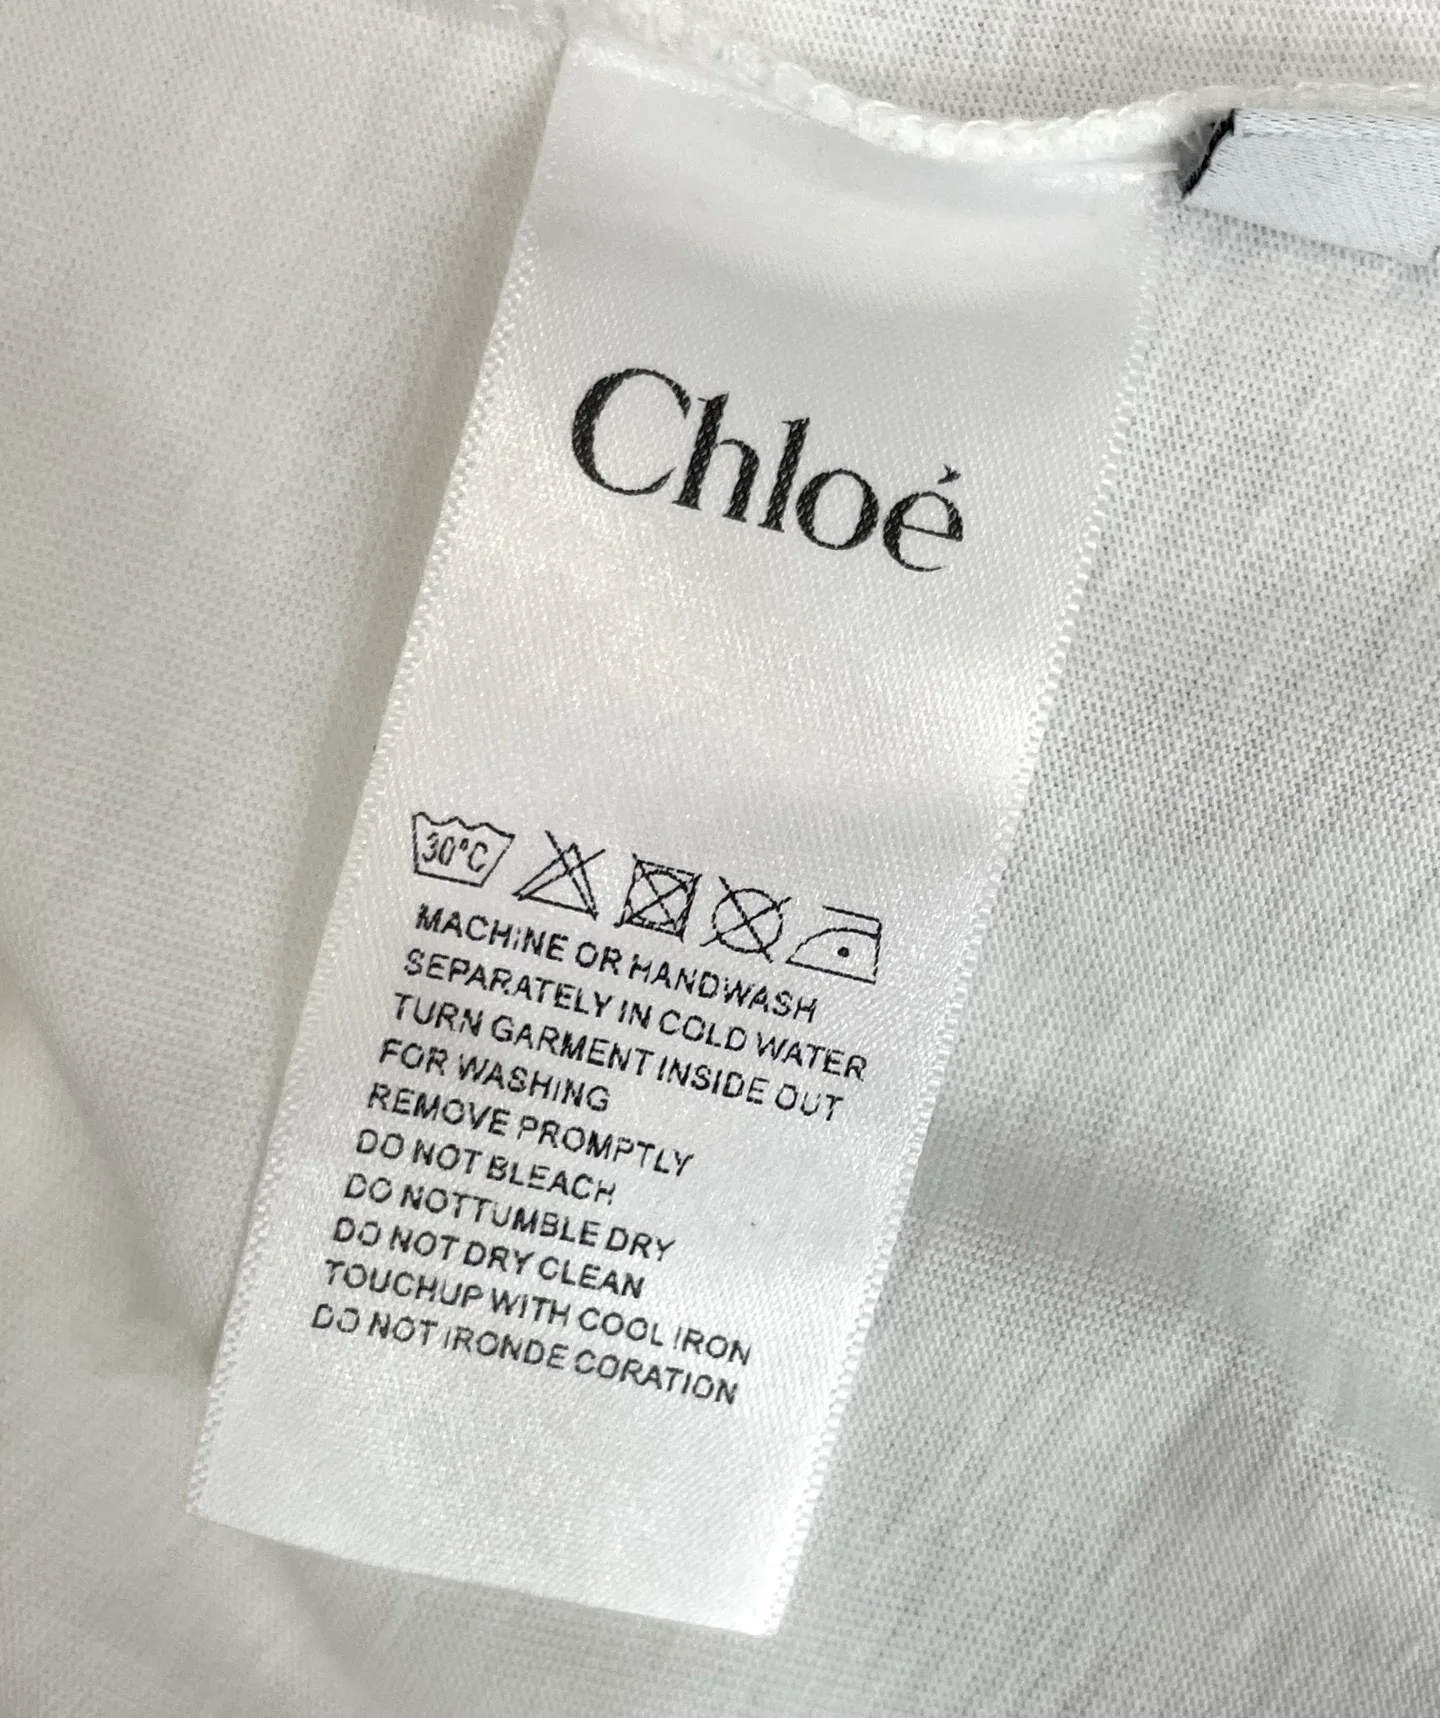 Chloé
30°C
MACHINE OR HANDWASH
SEPARATELY IN COLD WATER
TURN GARMENT INSIDE OUT
FOR WASHING
REMOVE PROMPTLY
DO NOT BLEACH
DO NOTTUMBLE DRY
DO NOT DRY CLEAN
TOUCHUP WITH COOL IRON
DO NOT IRONDE CORATION